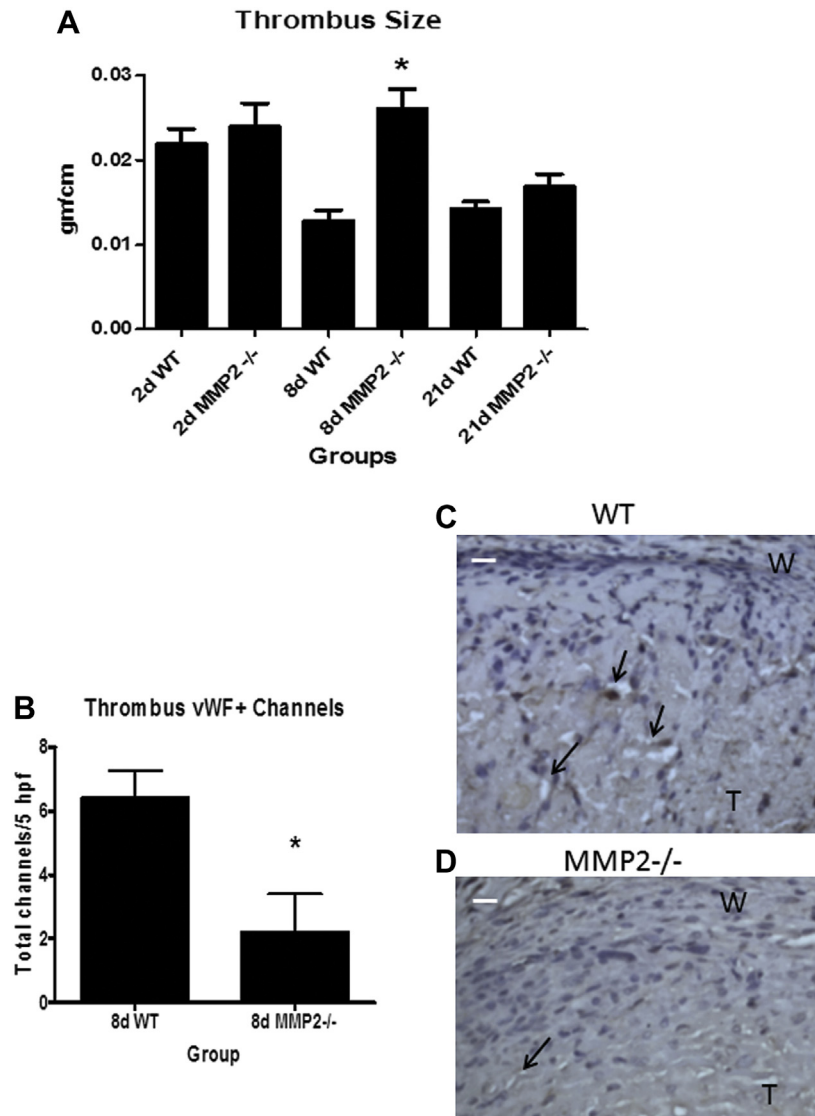 A
Thrombus Size
*
0.03
0.02
0.01
0.00
gm/cm
2d WT
2d MMP2 -/-
8d WT
8d MMP2 -/-
21d WT
21d MMP2 -/-
Groups
B
Thrombus vWF+ Channels
8
6
4
2
0
Total channels/5 hpf
*
8d WT
8d MMP2-/-
Group
C
WT
W
T
D
MMP2-/-
W
T